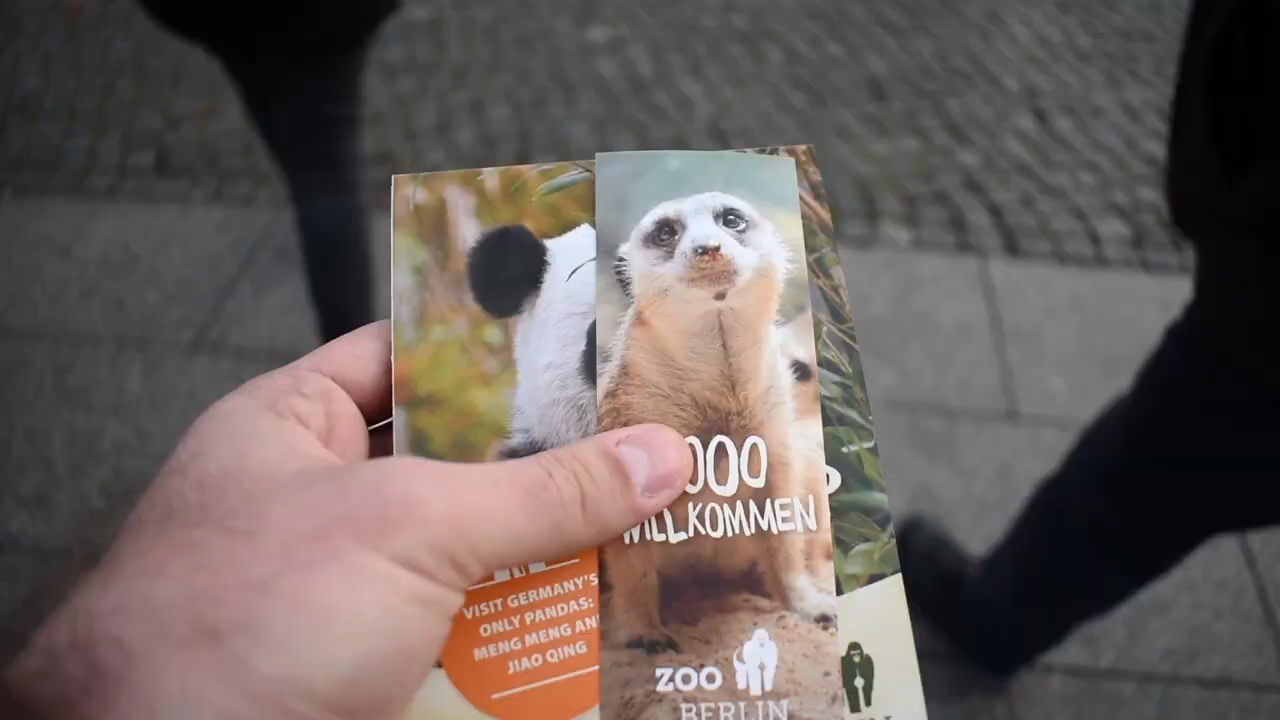 OOO
WILLKOMMEN
VISIT GERMANY'S
ONLY PANDAS:
MENG MENG AN
JIAO QING
ZOO
BERLIN